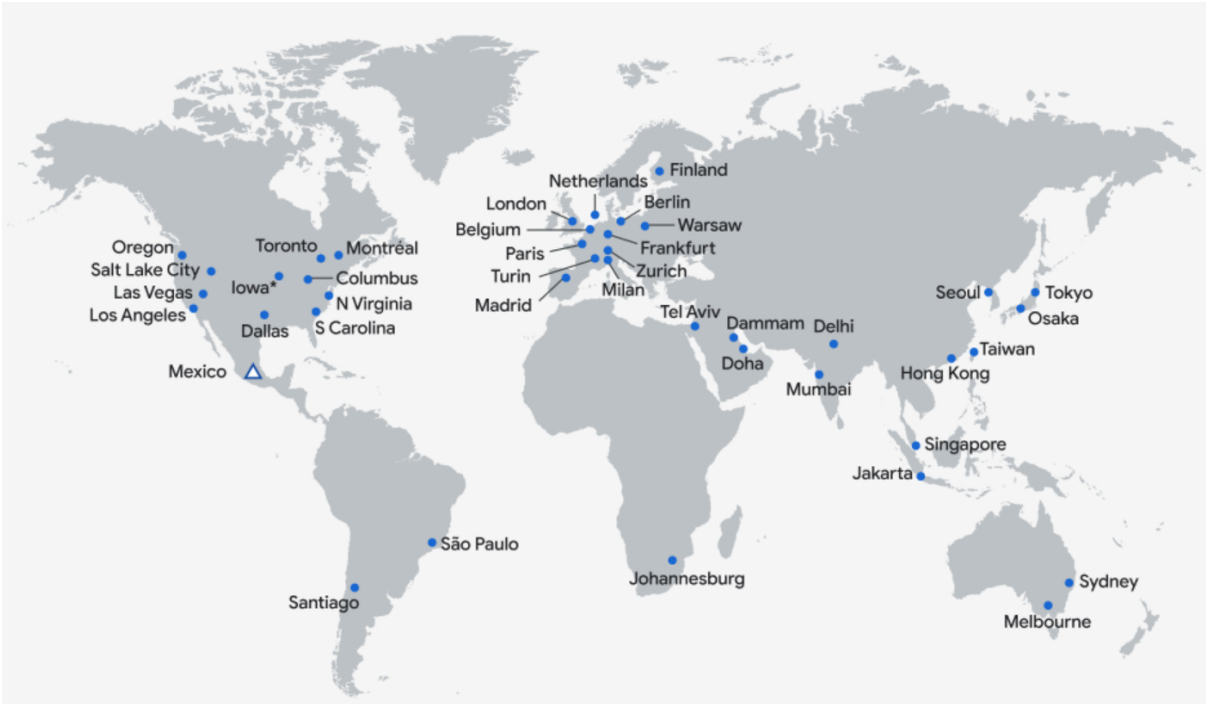 Finland
Netherlands
London
Berlin
Belgium
Warsaw
Paris
Frankfurt
Turin
Zurich
Madrid
Milan
Oregon
Toronto
Montréal
Salt Lake City
Iowa*
Columbus
Las Vegas
N Virginia
Los Angeles
Dallas
S Carolina
Mexico
Tel Aviv
Dammam
Delhi
Doha
Mumbai
Seoul
Tokyo
Osaka
Taiwan
Hong Kong
Singapore
Jakarta
São Paulo
Santiago
Johannesburg
Sydney
Melbourne